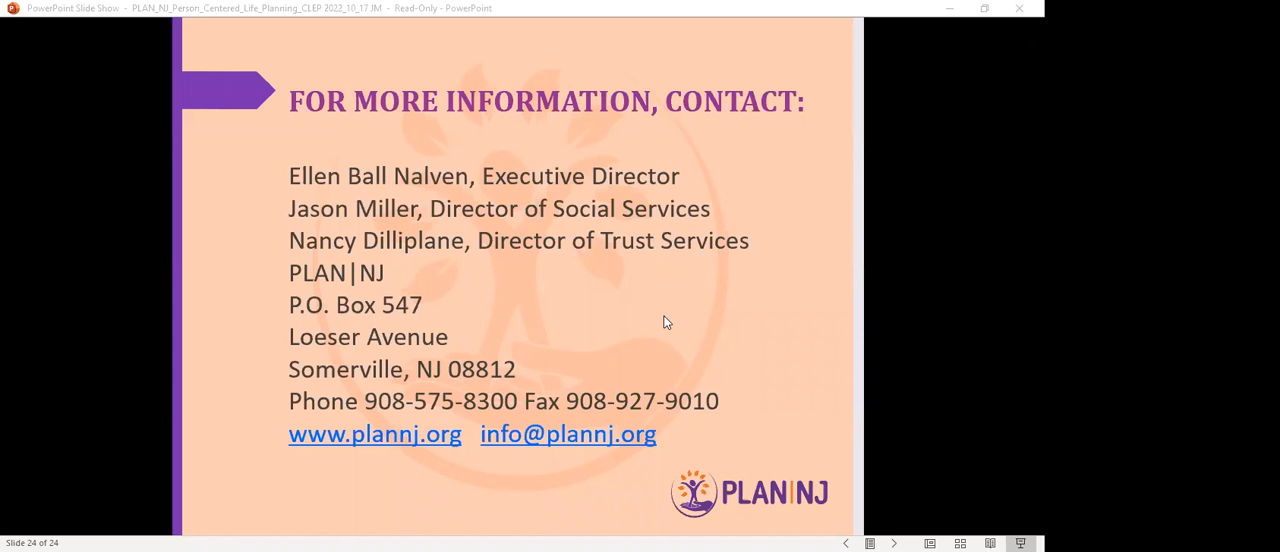 PowerPoint Slide Show - PLAN_NJ_Person_Centered_Life_Planning_CLEP 2022_10_17 JM - Read-Only - PowerPoint
FOR MORE INFORMATION, CONTACT:
Ellen Ball Nalven, Executive Director
Jason Miller, Director of Social Services
Nancy Dilliplane, Director of Trust Services
PLAN|NJ
P.O. Box 547
Loeser Avenue
Somerville, NJ 08812
Phone 908-575-8300 Fax 908-927-9010
www.plannj.org info@plannj.org
PLAN|NJ
Slide 24 of 24